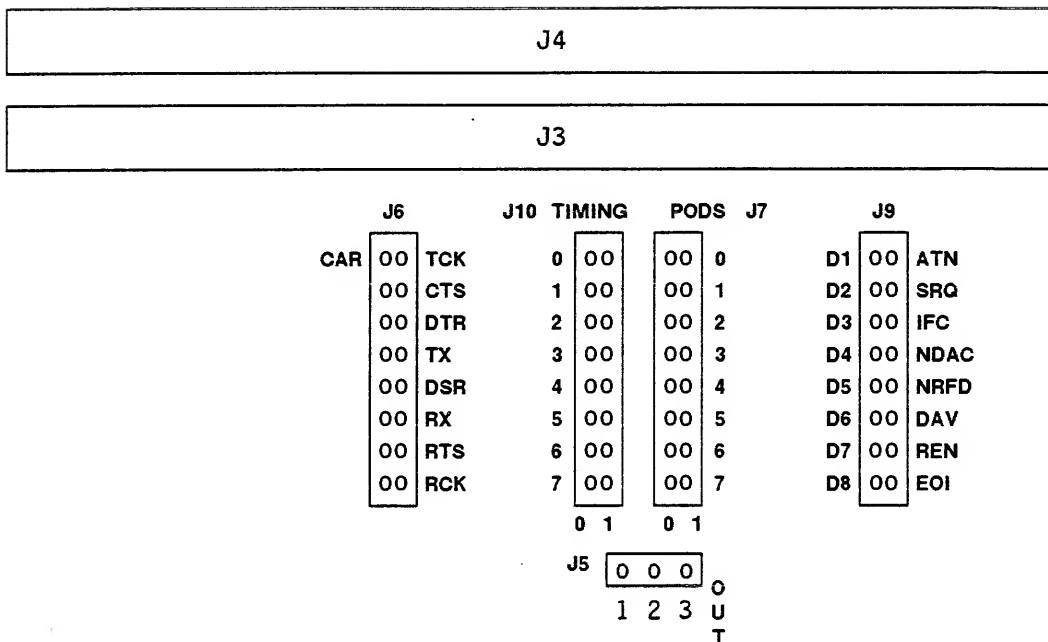 J4
J3
J6 J10 TIMING PODS J7 J9
CAR 00 TCK 0 00 00 0 D1 00 ATN
00 CTS 1 00 00 1 D2 00 SRQ
00 DTR 2 00 00 2 D3 00 IFC
00 TX 3 00 00 3 D4 00 NDAC
00 DSR 4 00 00 4 D5 00 NRFD
00 RX 5 00 00 5 D6 00 DAV
00 RTS 6 00 00 6 D7 00 REN
00 RCK 7 00 00 7 D8 00 EOI
0 1 0 1
J5 0 0 0
1 2 3 OUT